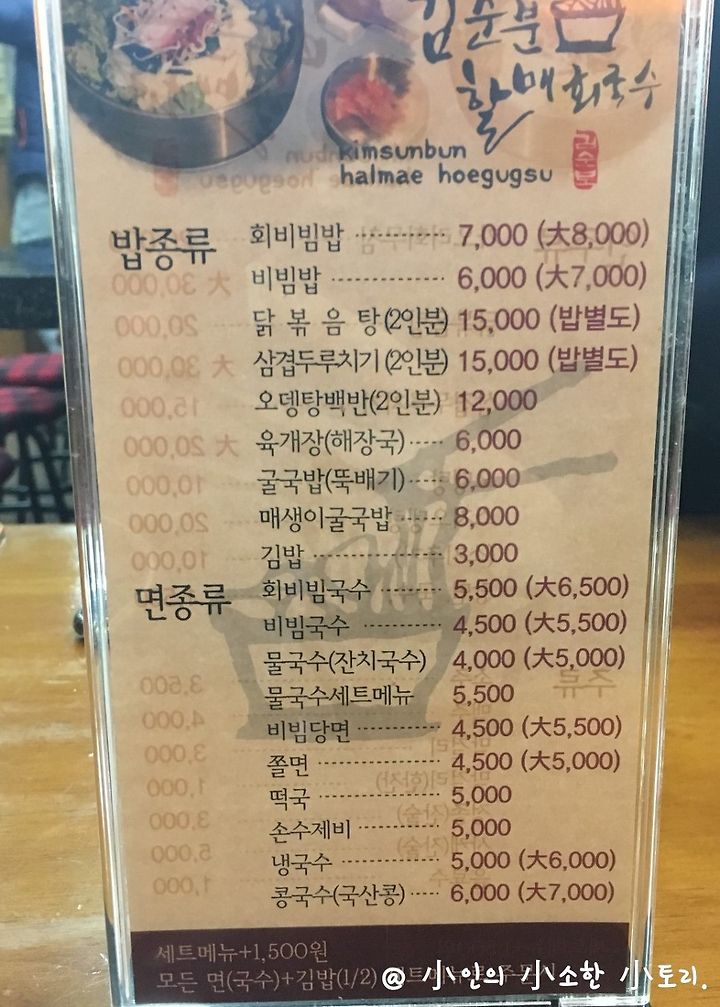 김순분
할매 회국수
kimsunbun
halmae hoegugsu
밥종류
회비빔밥 ············ 7,000 (大8,000)
비빔밥 ················ 6,000 (大7,000)
닭 볶 음 탕 (2인분) 15,000 (밥별도)
삼겹두루치기 (2인분) 15,000 (밥별도)
오뎅탕백반(2인분) 12,000
육개장(해장국) ····· 6,000
굴국밥(뚝배기) ····· 6,000
매생이굴국밥 ······ 8,000
김밥 ··················· 3,000
면종류
회비빔국수 ·········· 5,500 (大6,500)
비빔국수 ············· 4,500 (大5,500)
물국수(잔치국수) 4,000 (大5,000)
물국수세트메뉴 5,500
비빔당면 ············· 4,500 (大5,500)
쫄면 ··················· 4,500 (大5,000)
떡국 ··················· 5,000
손수제비 ············· 5,000
냉국수 ················ 5,000 (大6,000)
콩국수(국산콩) ····· 6,000 (大7,000)
세트메뉴+1,500원
모든 면(국수)+김밥(1/2)
@ 小인의 小소한 小토리.